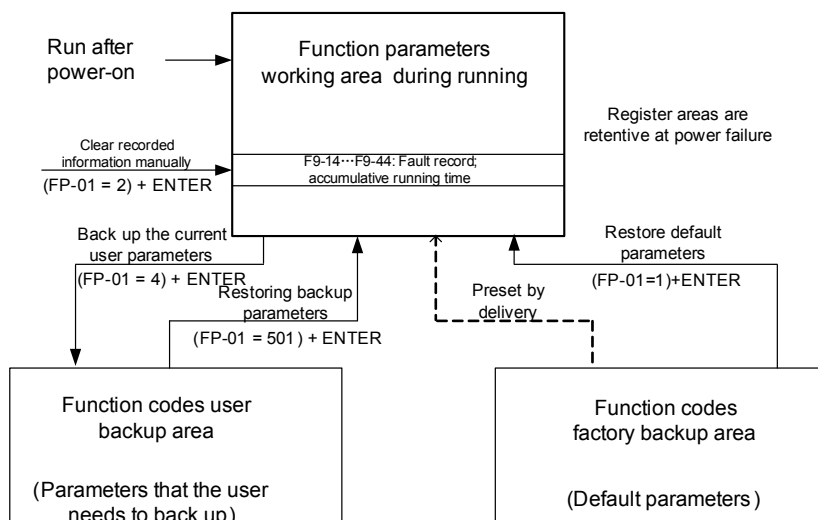 Run after
power-on
Function parameters
working area during running
Register areas are
retentive at power failure
Clear recorded
information manually
(FP-01 = 2) + ENTER
F9-14···F9-44: Fault record;
accumulative running time
Back up the current
user parameters
(FP-01 = 4) + ENTER
Restoring backup
parameters
(FP-01 = 501) + ENTER
Preset by
delivery
Restore default
parameters
(FP-01=1)+ENTER
Function codes user
backup area
(Parameters that the user
needs to back up)
Function codes
factory backup area
(Default parameters)